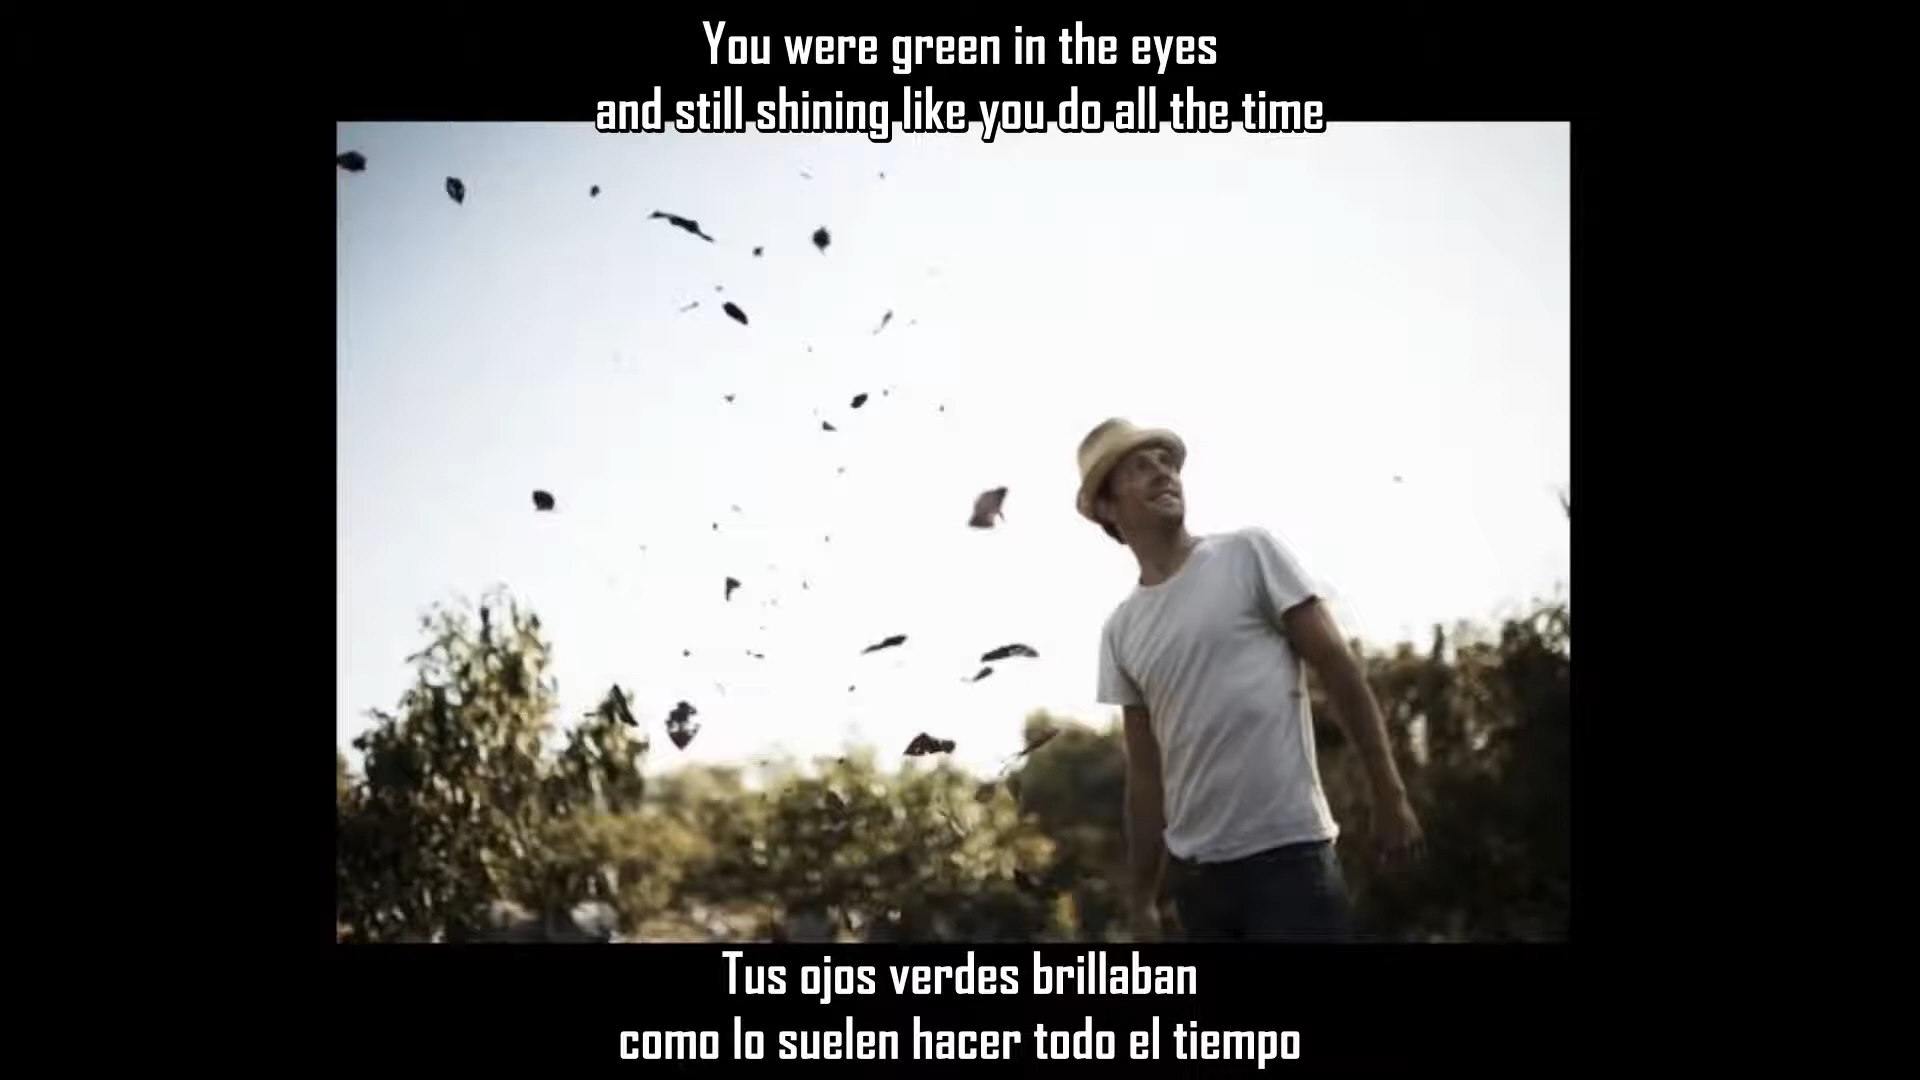 You were green in the eyes
and still shining like you do all the time
Tus ojos verdes brillaban
como lo suelen hacer todo el tiempo